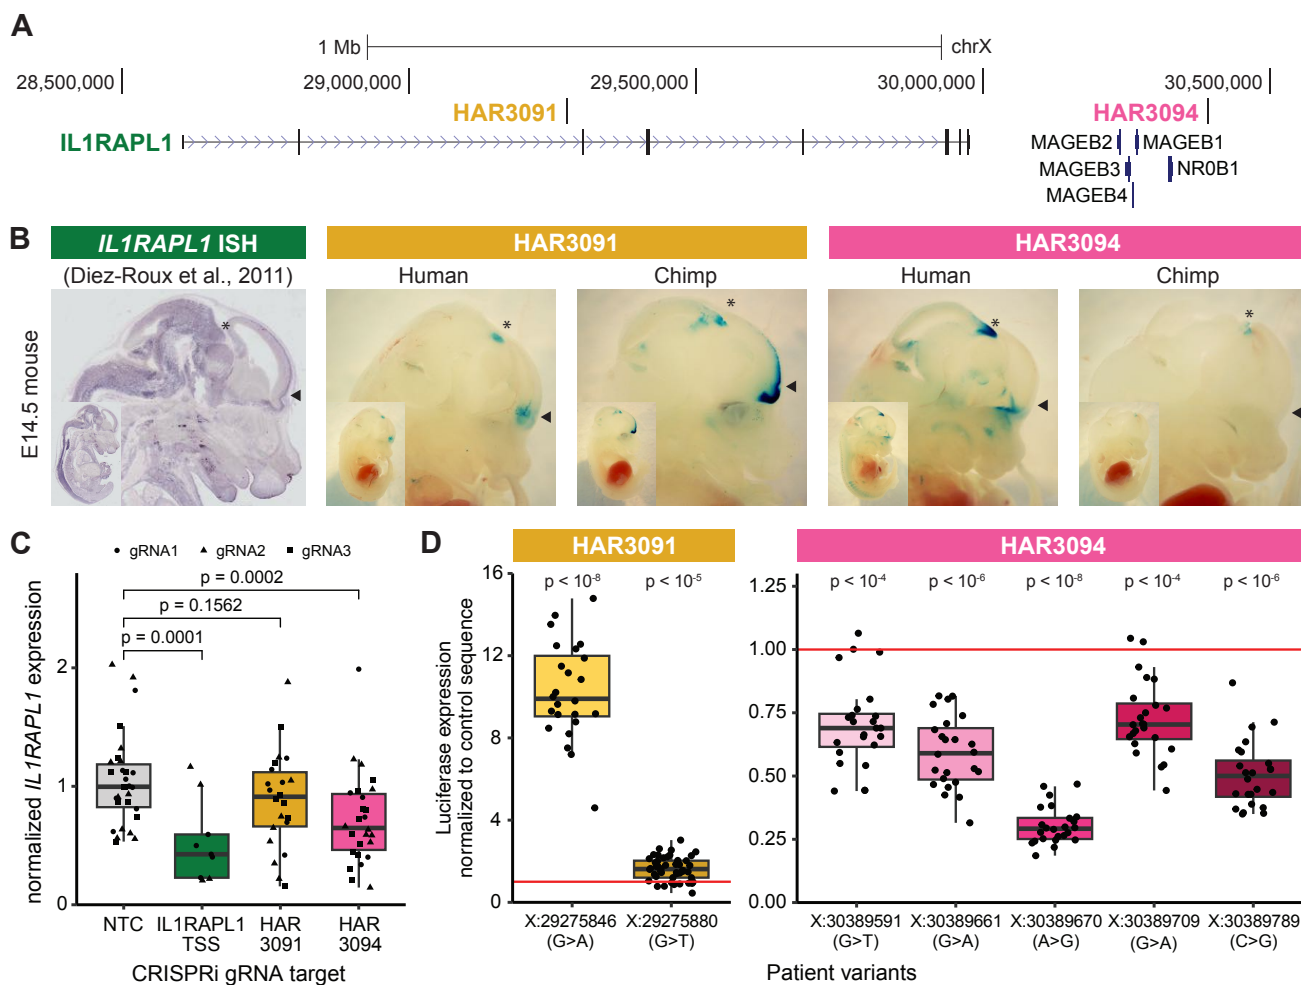 A
1 Mb chrX
28,500,000 29,000,000 29,500,000 30,000,000 30,500,000
HAR3091 HAR3094
IL1RAPL1 MAGEB2 MAGEB1
MAGEB3 NR0B1
MAGEB4
B
IL1RAPL1 ISH HAR3091 HAR3094
(Diez-Roux et al., 2011) Human Chimp Human Chimp
* * * * *
E14.5 mouse
C
gRNA1 gRNA2 gRNA3
p = 0.0002
p = 0.1562
p = 0.0001
normalized IL1RAPL1 expression
2
1
0
NTC IL1RAPL1 TSS HAR 3091 HAR 3094
CRISPRi gRNA target
D
HAR3091 HAR3094
Luciferase expression
normalized to control sequence
16
12
8
4
0
p < 10-8 p < 10-5
X:29275846 (G>A) X:29275880 (G>T)
1.25
1.00
0.75
0.50
0.25
0.00
p < 10-4 p < 10-6 p < 10-8 p < 10-4 p < 10-6
X:30389591 (G>T) X:30389661 (G>A) X:30389670 (A>G) X:30389709 (G>A) X:30389789 (C>G)
Patient variants